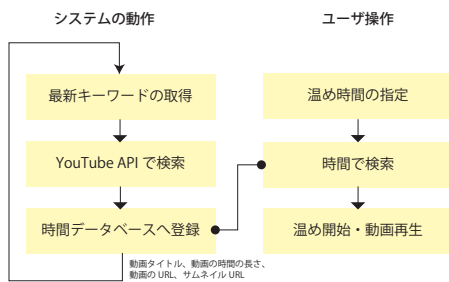 システムの動作
最新キーワードの取得
YouTube API で検索
時間データベースへ登録
動画タイトル、動画の時間の長さ、
動画の URL、サムネイル URL
ユーザ操作
温め時間の指定
時間で検索
温め開始・動画再生